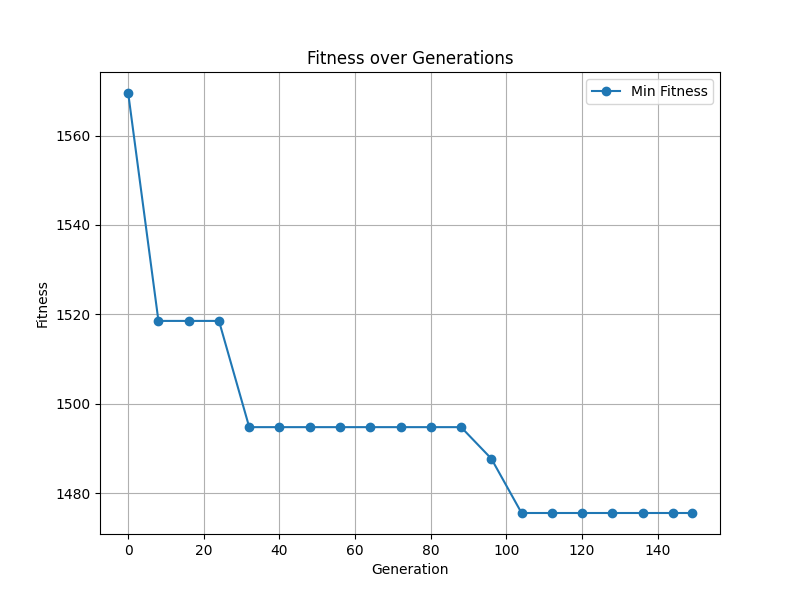 Fitness over Generations
Min Fitness
1560
1540
1520
1500
1480
Fitness
0 20 40 60 80 100 120 140
Generation